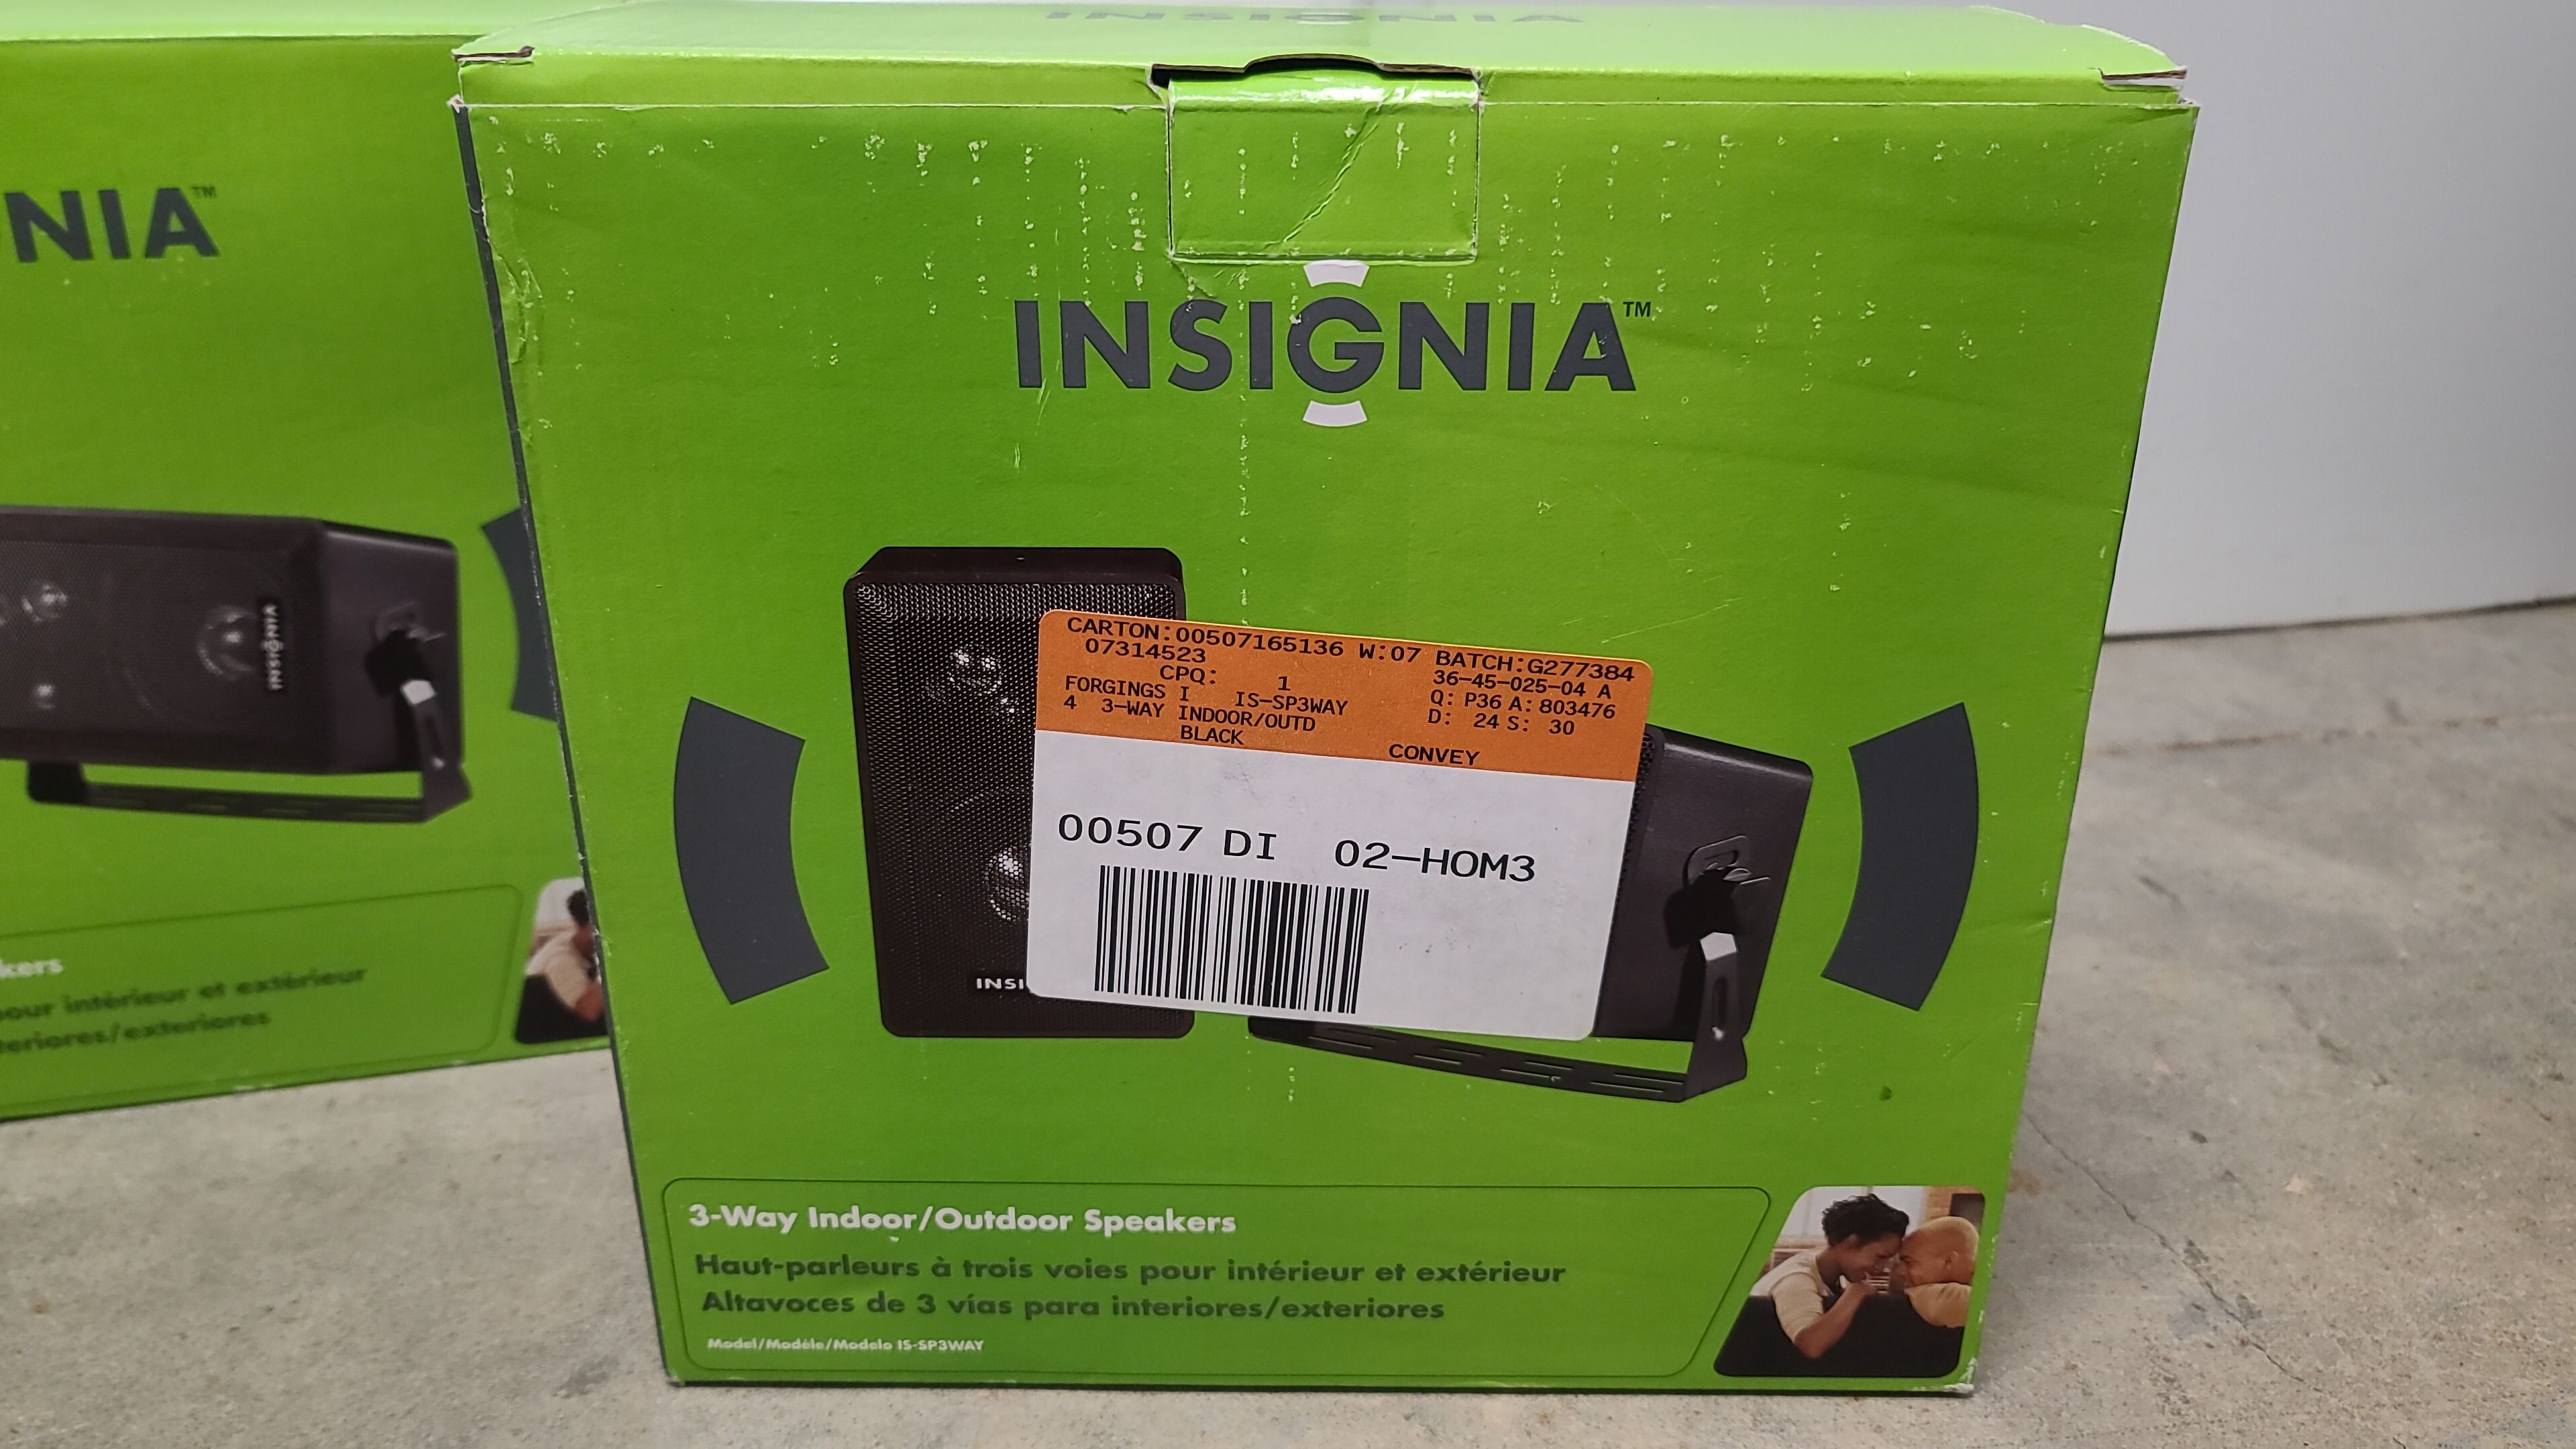 INSIGNIA
NIA™
INSIGNIA
kers
pour intérieur et extérieur
teriores/exteriores
INSIGNIA™
CARTON:00507165136 W:07 BATCH:G277384
07314523 36-45-025-04 A
CPQ: 1 Q: P36 A: 803476
FORGINGS I IS-SP3WAY D: 24 S: 30
4 3-WAY INDOOR/OUTD
BLACK CONVEY
00507 DI 02-HOM3
INSI
3-Way Indoor/Outdoor Speakers
Haut-parleurs à trois voies pour intérieur et extérieur
Altavoces de 3 vías para interiores/exteriores
Model/Modèle/Modelo IS-SP3WAY